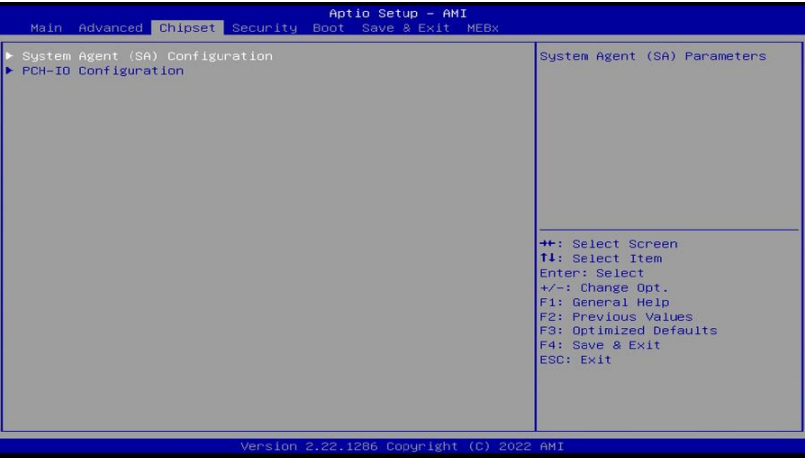 Aptio Setup – AMI
Main Advanced Chipset Security Boot Save & Exit MEBx
► System Agent (SA) Configuration
► PCH-IO Configuration
System Agent (SA) Parameters
→←: Select Screen
↑↓: Select Item
Enter: Select
+/-: Change Opt.
F1: General Help
F2: Previous Values
F3: Optimized Defaults
F4: Save & Exit
ESC: Exit
Version 2.22.1286 Copyright (C) 2022 AMI